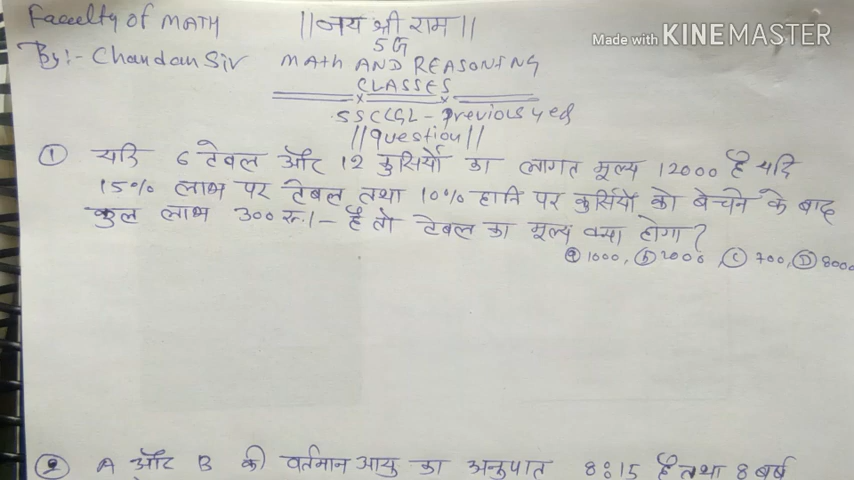 Faculty of MATH
||जय श्री राम||
Made with KINEMASTER
SG
By:- Chandan Sir
MATH AND REASONING
CLASSES
SSC CGL - Previous yed
||Question||
① यदि 6 टेबल और 12 कुर्सियों का लागत मूल्य 12000 है यदि
15% लाभ पर टेबल तथा 10% हानि पर कुर्सियों को बेचने के बाद
कुल लाभ 300 रू./- है तो टेबल का मूल्य क्या होगा?
ⓐ 1000, ⓑ 2000, Ⓒ 700, Ⓓ 8000
② A और B की वर्तमान आयु का अनुपात 8:15 है तथा 8 वर्ष